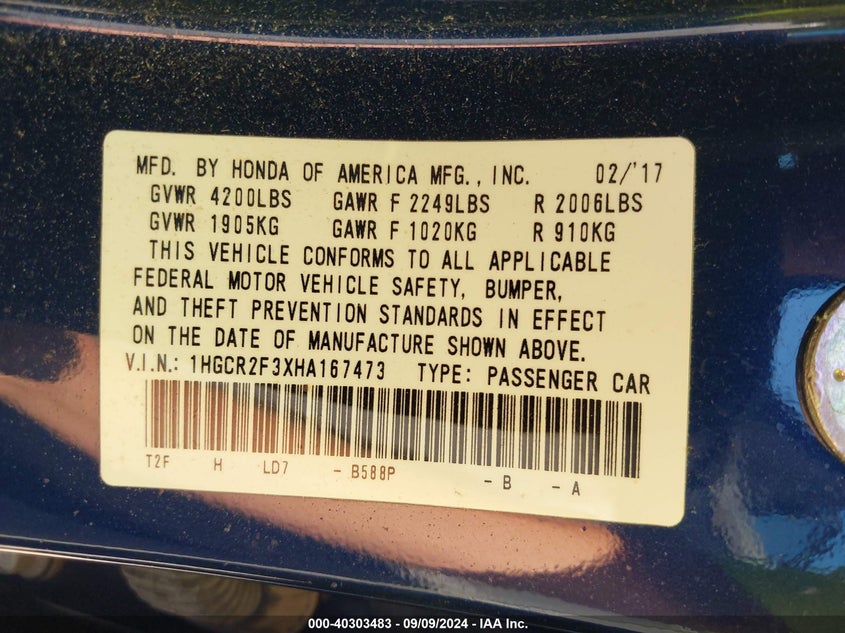 MFD. BY HONDA OF AMERICA MFG., INC. 02/'17
GVWR 4200LBS GAWR F 2249LBS R 2006LBS
GVWR 1905KG GAWR F 1020KG R 910KG
THIS VEHICLE CONFORMS TO ALL APPLICABLE
FEDERAL MOTOR VEHICLE SAFETY, BUMPER,
AND THEFT PREVENTION STANDARDS IN EFFECT
ON THE DATE OF MANUFACTURE SHOWN ABOVE.
V.I.N.: 1HGCR2F3XHA167473 TYPE: PASSENGER CAR
T2F H LD7 - B588P - B - A
000-40303483 - 09/09/2024 - IAA Inc.